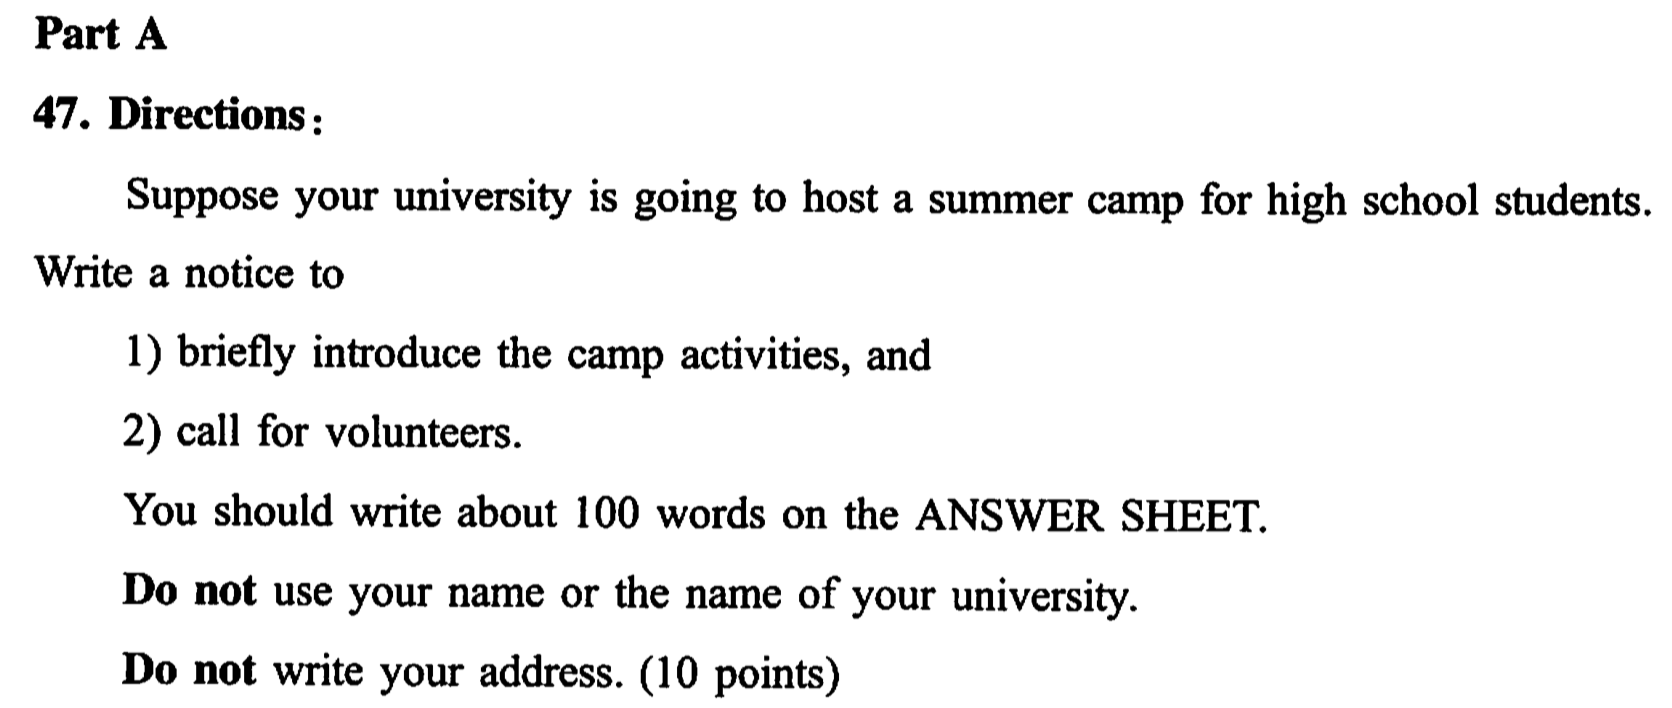 Part A
47. Directions:
Suppose your university is going to host a summer camp for high school students.
Write a notice to
1) briefly introduce the camp activities, and
2) call for volunteers.
You should write about 100 words on the ANSWER SHEET.
Do not use your name or the name of your university.
Do not write your address. (10 points)